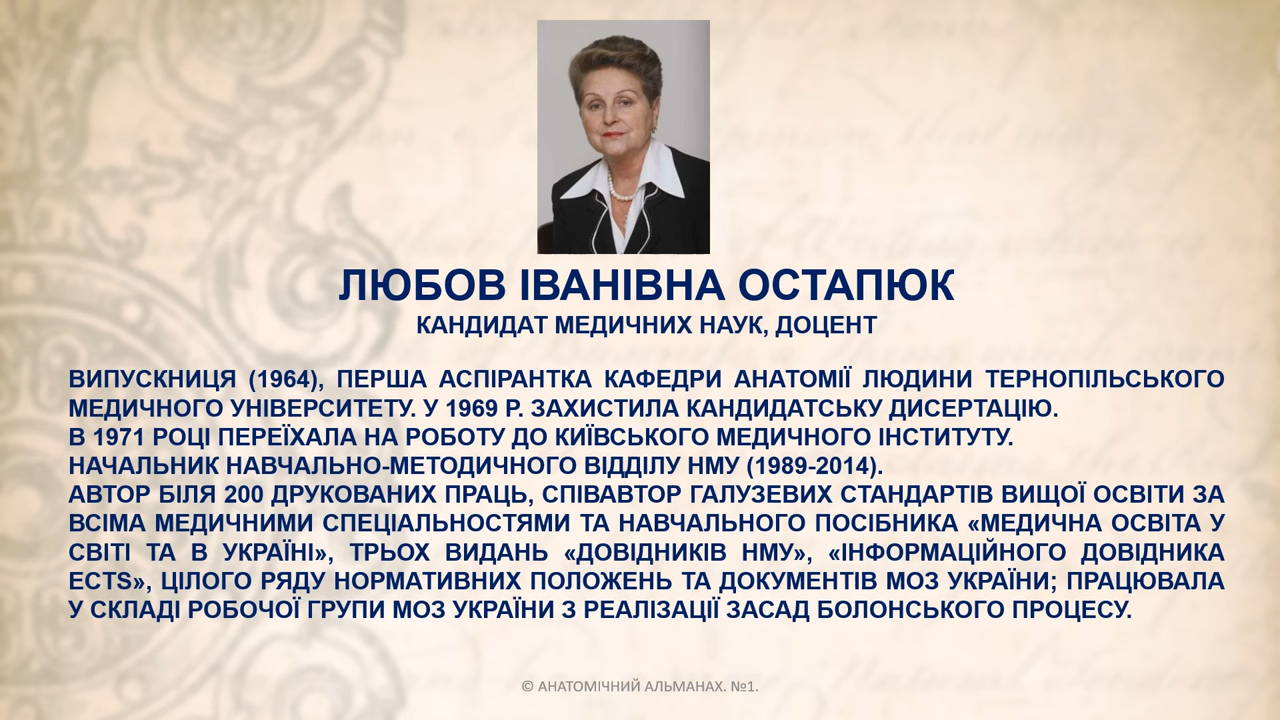 ЛЮБОВ ІВАНІВНА ОСТАПЮК
КАНДИДАТ МЕДИЧНИХ НАУК, ДОЦЕНТ
ВИПУСКНИЦЯ (1964), ПЕРША АСПІРАНТКА КАФЕДРИ АНАТОМІЇ ЛЮДИНИ ТЕРНОПІЛЬСЬКОГО
МЕДИЧНОГО УНІВЕРСИТЕТУ. У 1969 Р. ЗАХИСТИЛА КАНДИДАТСЬКУ ДИСЕРТАЦІЮ.
В 1971 РОЦІ ПЕРЕЇХАЛА НА РОБОТУ ДО КИЇВСЬКОГО МЕДИЧНОГО ІНСТИТУТУ.
НАЧАЛЬНИК НАВЧАЛЬНО-МЕТОДИЧНОГО ВІДДІЛУ НМУ (1989-2014).
АВТОР БІЛЯ 200 ДРУКОВАНИХ ПРАЦЬ, СПІВАВТОР ГАЛУЗЕВИХ СТАНДАРТІВ ВИЩОЇ ОСВІТИ ЗА
ВСІМА МЕДИЧНИМИ СПЕЦІАЛЬНОСТЯМИ ТА НАВЧАЛЬНОГО ПОСІБНИКА «МЕДИЧНА ОСВІТА У
СВІТІ ТА В УКРАЇНІ», ТРЬОХ ВИДАНЬ «ДОВІДНИКІВ НМУ», «ІНФОРМАЦІЙНОГО ДОВІДНИКА
ECTS», ЦІЛОГО РЯДУ НОРМАТИВНИХ ПОЛОЖЕНЬ ТА ДОКУМЕНТІВ МОЗ УКРАЇНИ; ПРАЦЮВАЛА
У СКЛАДІ РОБОЧОЇ ГРУПИ МОЗ УКРАЇНИ З РЕАЛІЗАЦІЇ ЗАСАД БОЛОНСЬКОГО ПРОЦЕСУ.
© АНАТОМІЧНИЙ АЛЬМАНАХ. №1.